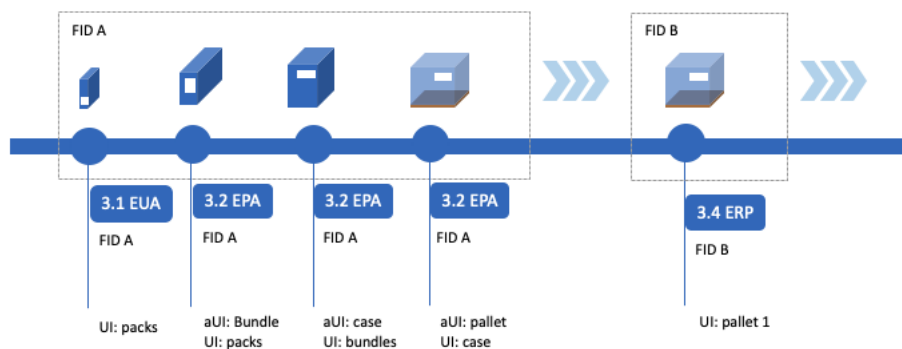 FID A
FID B
3.1 EUA
3.2 EPA
3.2 EPA
3.2 EPA
3.4 ERP
FID A
FID A
FID A
FID A
FID B
UI: packs
aUI: Bundle
UI: packs
aUI: case
UI: bundles
aUI: pallet
UI: case
UI: pallet 1